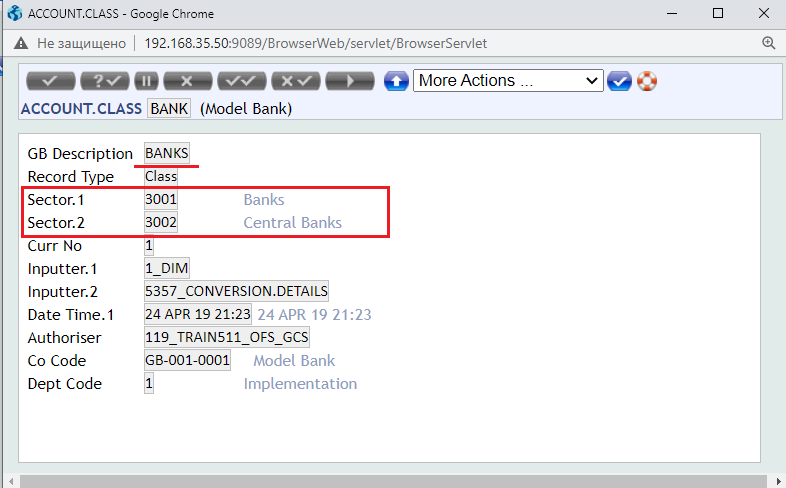 ACCOUNT.CLASS - Google Chrome
Не защищено | 192.168.35.50:9089/BrowserWeb/servlet/BrowserServlet
More Actions ...
ACCOUNT.CLASS BANK (Model Bank)
GB Description BANKS
Record Type Class
Sector.1 3001 Banks
Sector.2 3002 Central Banks
Curr No 1
Inputter.1 1_DIM
Inputter.2 5357_CONVERSION.DETAILS
Date Time.1 24 APR 19 21:23 24 APR 19 21:23
Authoriser 119_TRAIN511_OFS_GCS
Co Code GB-001-0001 Model Bank
Dept Code 1 Implementation